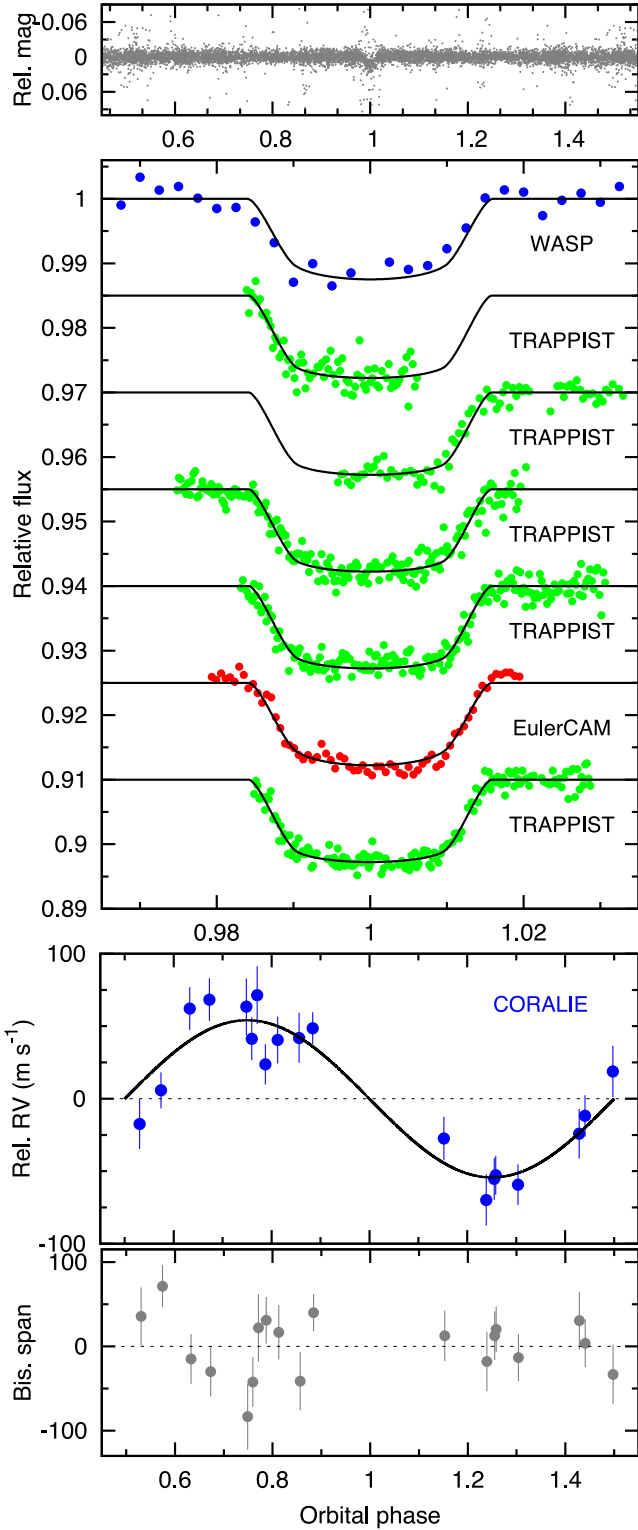 Rel. mag
-0.06
0
0.06
0.6
0.8
1
1.2
1.4
Relative flux
1
0.99
0.98
0.97
0.96
0.95
0.94
0.93
0.92
0.91
0.9
0.89
WASP
TRAPPIST
TRAPPIST
TRAPPIST
TRAPPIST
EulerCAM
TRAPPIST
0.98
1
1.02
Rel. RV (m s⁻¹)
100
0
-100
CORALIE
Bis. span
100
0
-100
0.6
0.8
1
1.2
1.4
Orbital phase